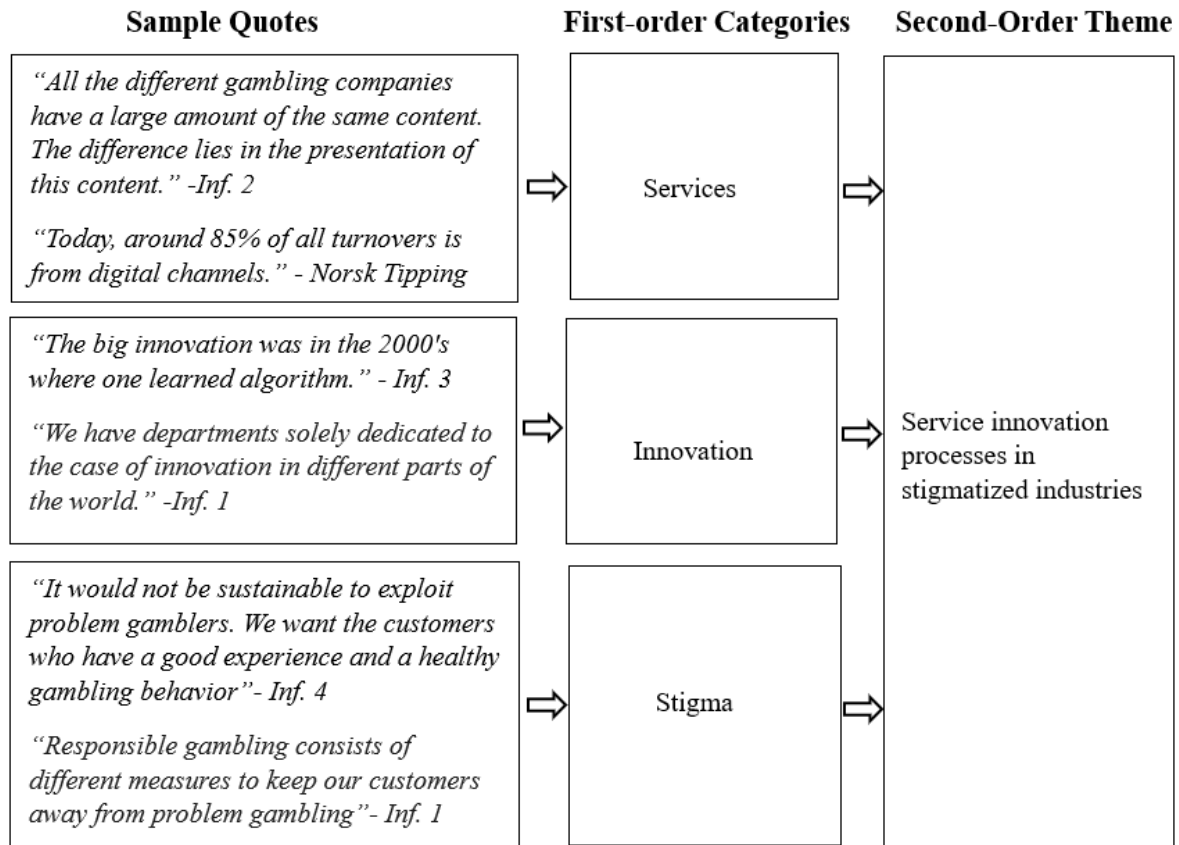 Sample Quotes
First-order Categories
Second-Order Theme
“All the different gambling companies
have a large amount of the same content.
The difference lies in the presentation of
this content.” -Inf. 2
“Today, around 85% of all turnovers is
from digital channels.” - Norsk Tipping
Services
“The big innovation was in the 2000's
where one learned algorithm.” - Inf. 3
“We have departments solely dedicated to
the case of innovation in different parts of
the world.” -Inf. 1
Innovation
“It would not be sustainable to exploit
problem gamblers. We want the customers
who have a good experience and a healthy
gambling behavior”- Inf. 4
“Responsible gambling consists of
different measures to keep our customers
away from problem gambling”- Inf. 1
Stigma
Service innovation
processes in
stigmatized industries